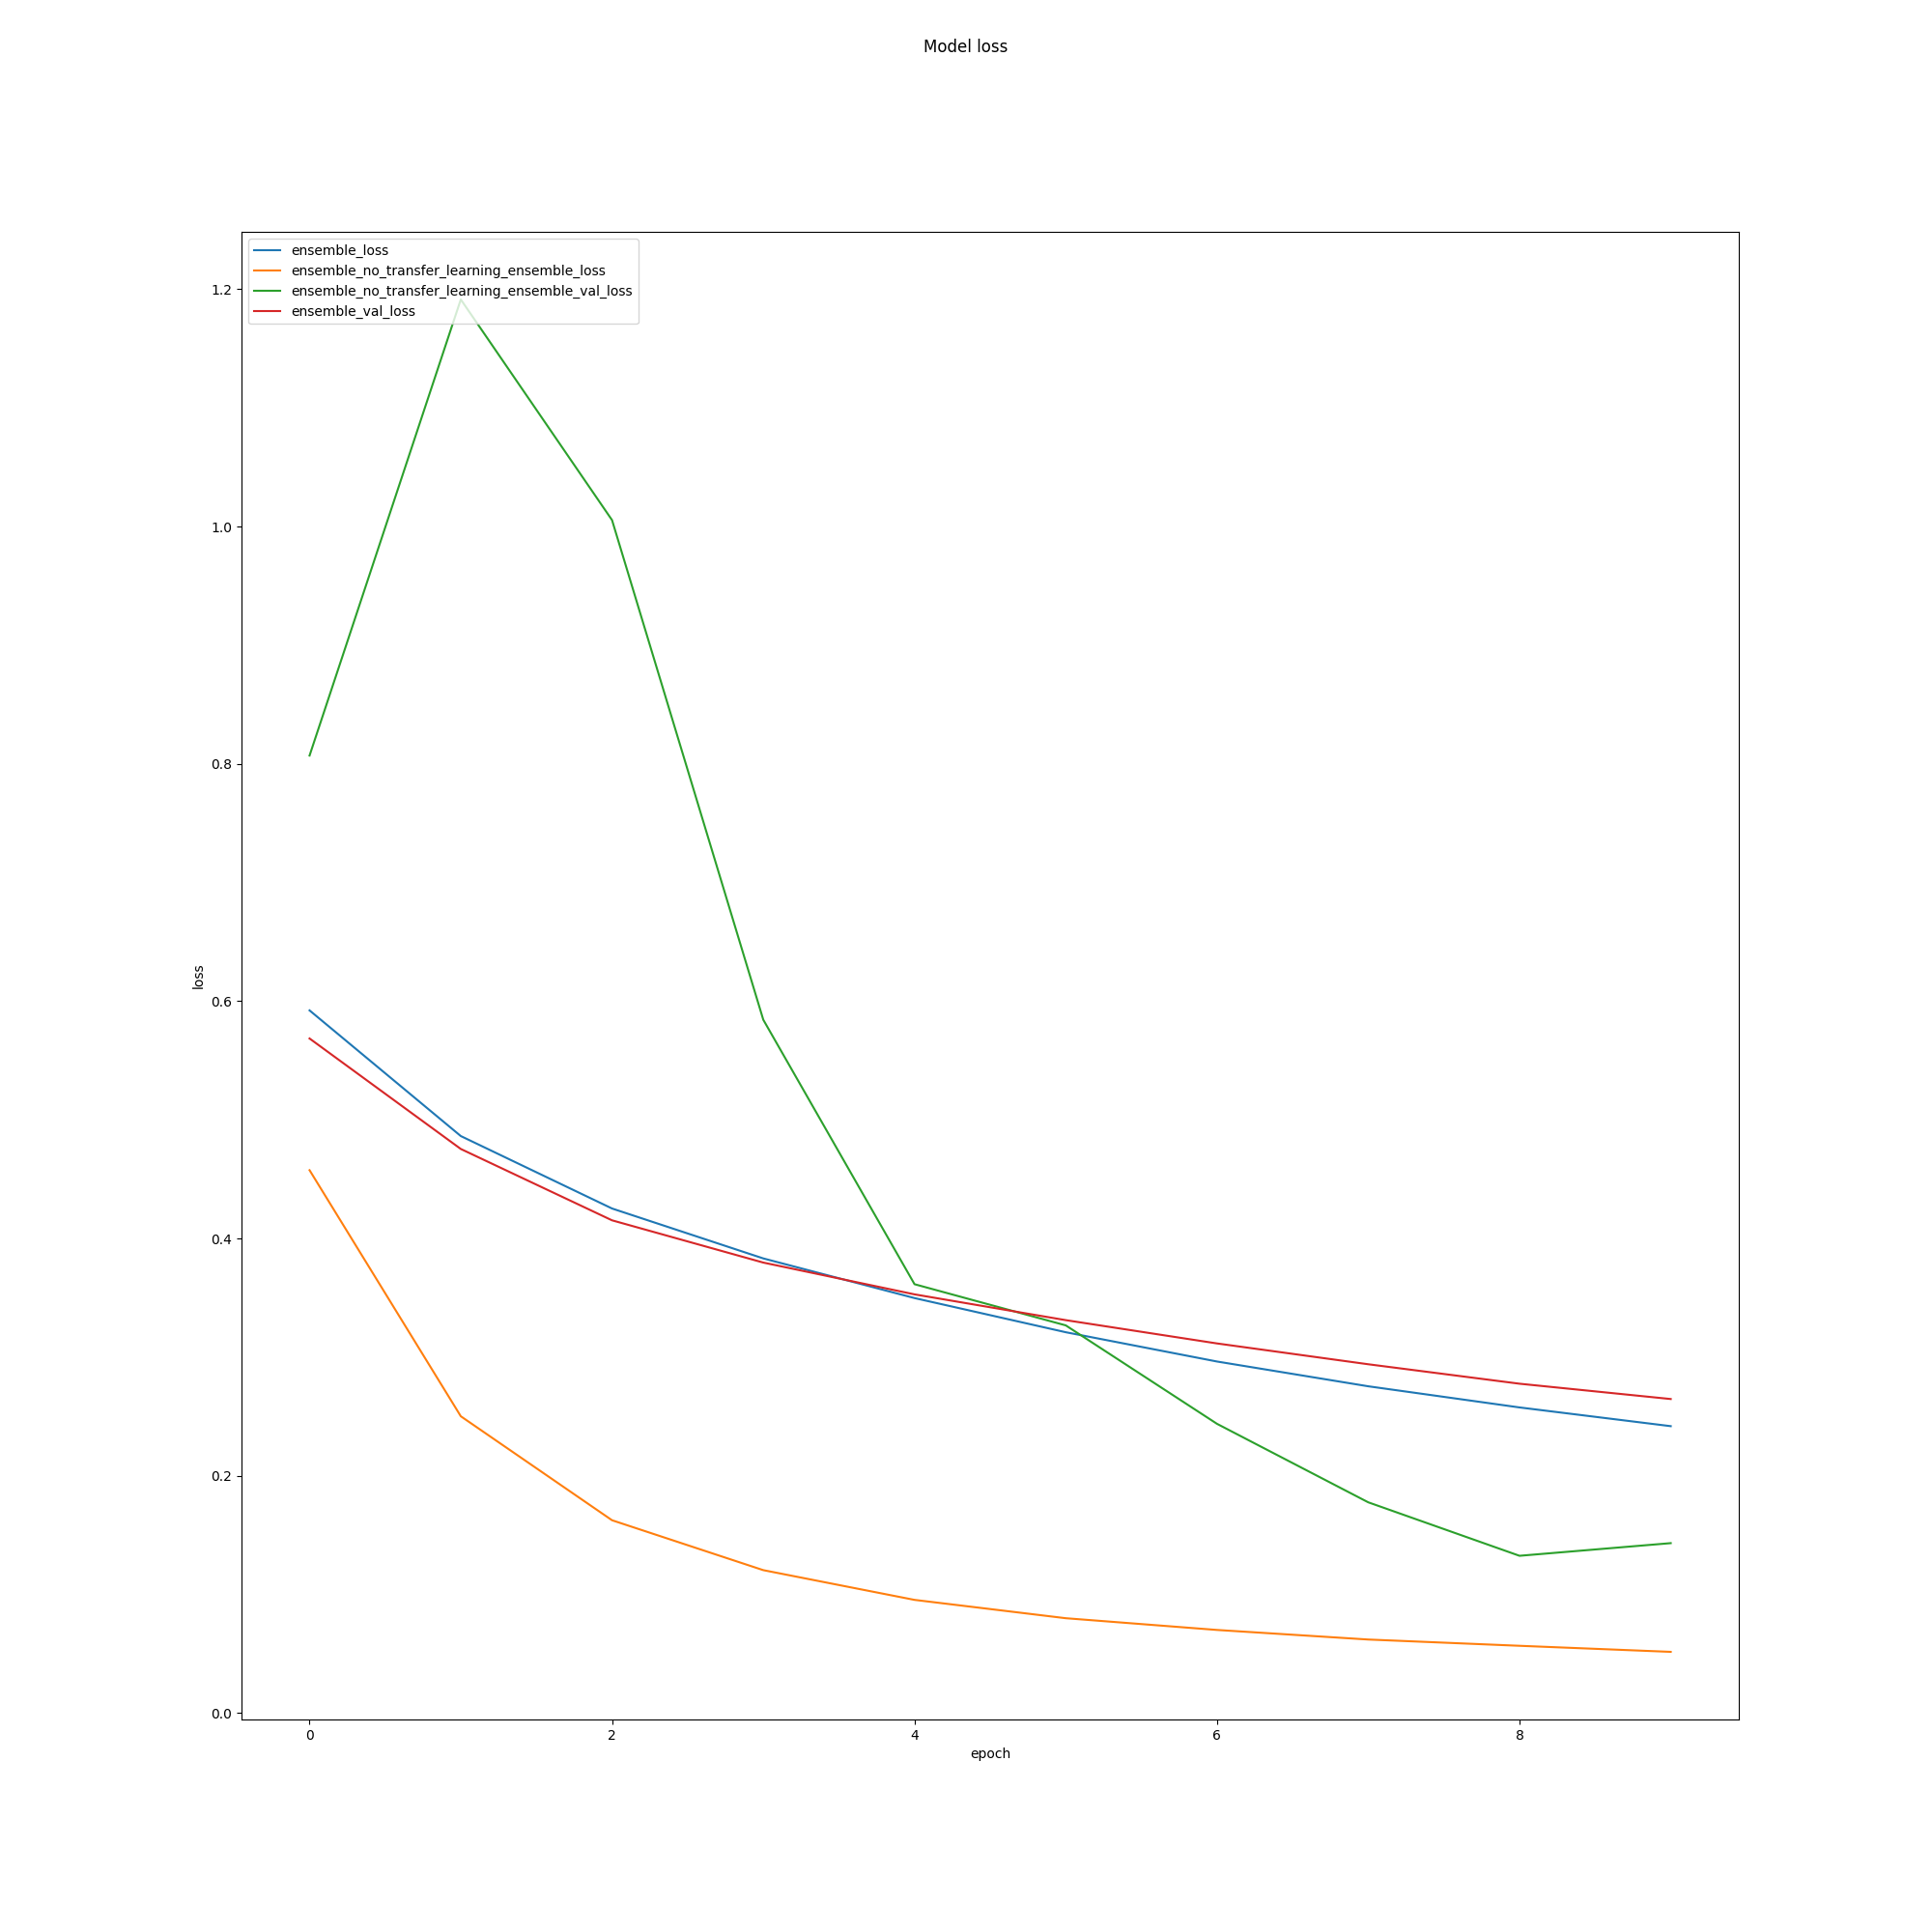 Model loss
ensemble_loss
ensemble_no_transfer_learning_ensemble_loss
ensemble_no_transfer_learning_ensemble_val_loss
ensemble_val_loss
1.2
1.0
0.8
0.6
0.4
0.2
0.0
loss
0 2 4 6 8
epoch